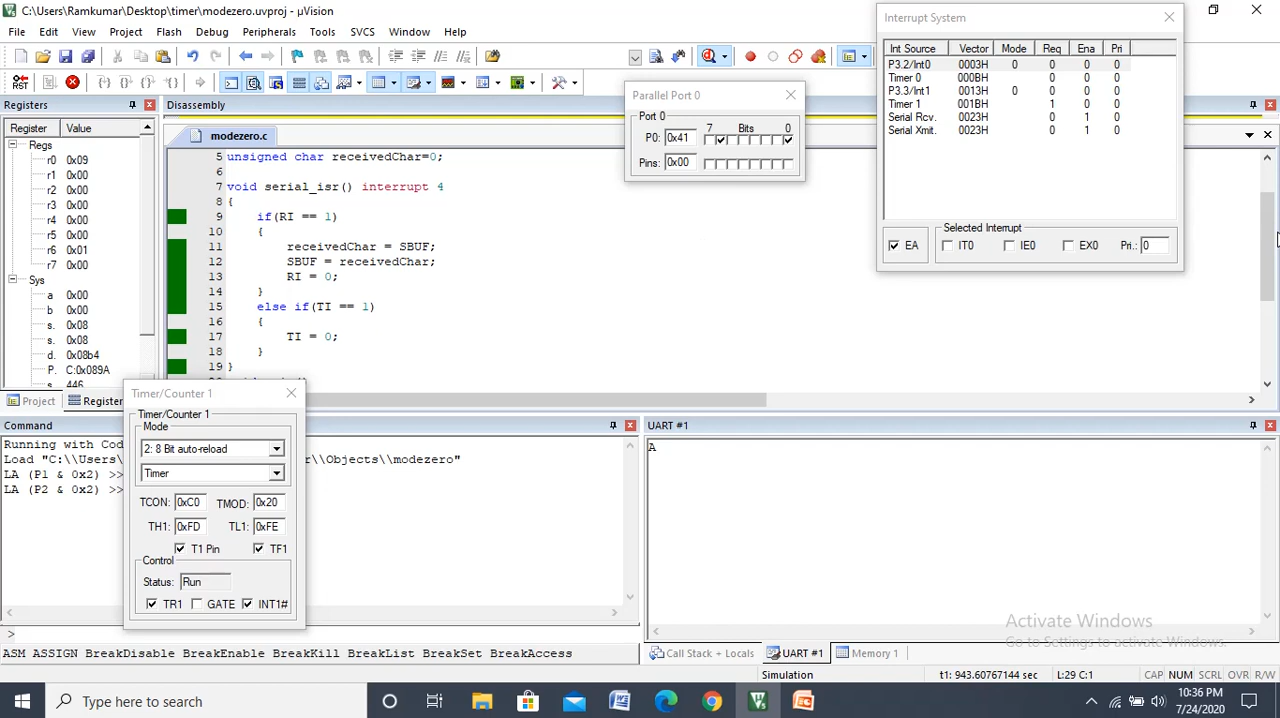 C:\Users\Ramkumar\Desktop\timer\modezero.uvproj - µVision
File Edit View Project Flash Debug Peripherals Tools SVCS Window Help
RST
Registers
Register Value
Regs
r0 0x09
r1 0x00
r2 0x00
r3 0x00
r4 0x00
r5 0x00
r6 0x01
r7 0x00
Sys
a 0x00
b 0x00
s. 0x08
s. 0x08
d. 0x08b4
P. C:0x089A
s. 446
Project Register
Disassembly
modezero.c
5 unsigned char receivedChar=0;
6
7 void serial_isr() interrupt 4
8 {
9 if(RI == 1)
10 {
11 receivedChar = SBUF;
12 SBUF = receivedChar;
13 RI = 0;
14 }
15 else if(TI == 1)
16 {
17 TI = 0;
18 }
19 }
Parallel Port 0
Port 0
7 Bits 0
P0: 0x41
Pins: 0x00
Interrupt System
Int Source Vector Mode Req Ena Pri
P3.2/Int0 0003H 0 0 0 0
Timer 0 000BH 0 0 0
P3.3/Int1 0013H 0 0 0 0
Timer 1 001BH 1 0 0
Serial Rcv. 0023H 0 1 0
Serial Xmit. 0023H 0 1 0
Selected Interrupt
EA IT0 IE0 EX0 Pri.: 0
Command
Running with Cod
Load "C:\\Users\ r\\Objects\\modezero"
LA (P1 & 0x2) >>
LA (P2 & 0x2) >>
>
ASM ASSIGN BreakDisable BreakEnable BreakKill BreakList BreakSet BreakAccess
Timer/Counter 1
Timer/Counter 1
Mode
2: 8 Bit auto-reload
Timer
TCON: 0xC0 TMOD: 0x20
TH1: 0xFD TL1: 0xFE
T1 Pin TF1
Control
Status: Run
TR1 GATE INT1#
UART #1
A
Activate Windows
Go to Settings to activate Windows.
Call Stack + Locals UART #1 Memory 1
Simulation t1: 943.60767144 sec L:29 C:1 CAP NUM SCRL OVR R/W
Type here to search
10:36 PM
7/24/2020